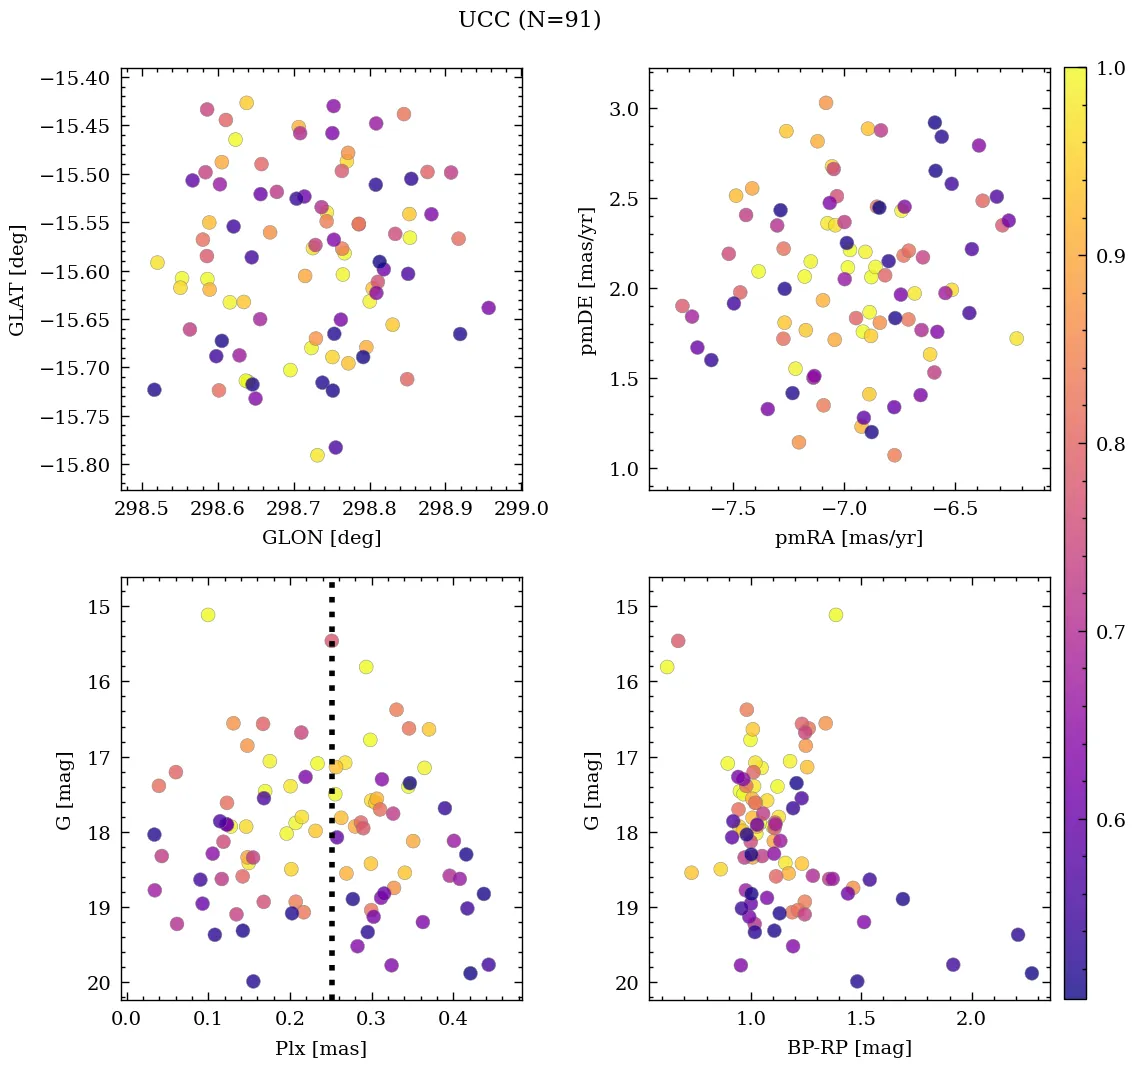 UCC (N=91)
−15.40
−15.45
−15.50
−15.55
−15.60
−15.65
−15.70
−15.75
−15.80
GLAT [deg]
298.5 298.6 298.7 298.8 298.9 299.0
GLON [deg]
3.0
2.5
2.0
1.5
1.0
pmDE [mas/yr]
−7.5 −7.0 −6.5
pmRA [mas/yr]
1.0
0.9
0.8
0.7
0.6
15
16
17
18
19
20
G [mag]
0.0 0.1 0.2 0.3 0.4
Plx [mas]
15
16
17
18
19
20
G [mag]
1.0 1.5 2.0
BP-RP [mag]